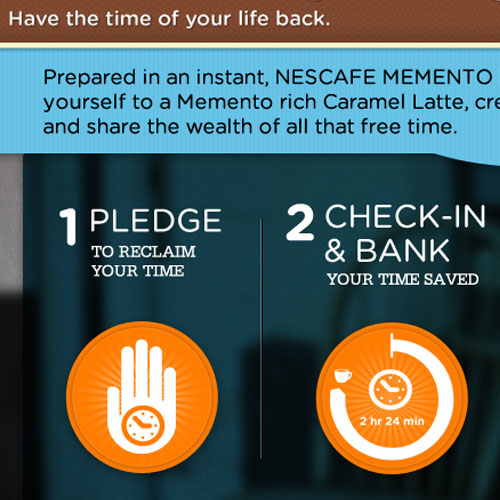 Have the time of your life back.
Prepared in an instant, NESCAFE MEMENTO
yourself to a Memento rich Caramel Latte, cre
and share the wealth of all that free time.
1 PLEDGE
TO RECLAIM
YOUR TIME
2 CHECK-IN
& BANK
YOUR TIME SAVED
2 hr 24 min